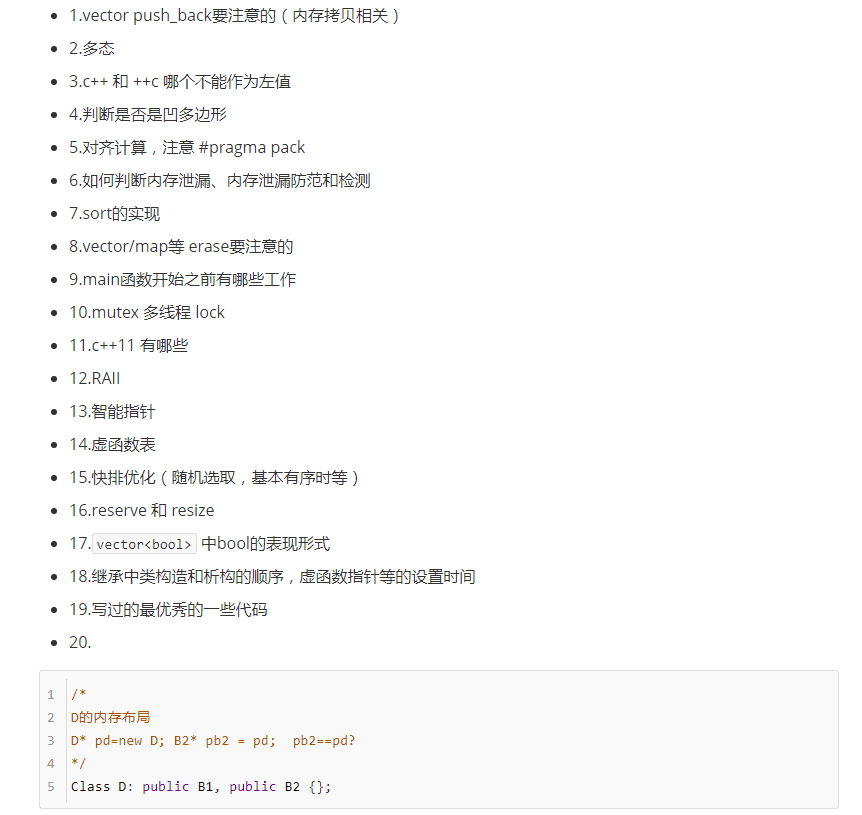 1.vector push_back要注意的（内存拷贝相关）
2.多态
3.c++ 和 ++c 哪个不能作为左值
4.判断是否是凹多边形
5.对齐计算，注意 #pragma pack
6.如何判断内存泄漏、内存泄漏防范和检测
7.sort的实现
8.vector/map等 erase要注意的
9.main函数开始之前有哪些工作
10.mutex 多线程 lock
11.c++11 有哪些
12.RAII
13.智能指针
14.虚函数表
15.快排优化（随机选取，基本有序时等）
16.reserve 和 resize
17.vector<bool> 中bool的表现形式
18.继承中类构造和析构的顺序，虚函数指针等的设置时间
19.写过的最优秀的一些代码
20.
1 /*
2 D的内存布局
3 D* pd=new D; B2* pb2 = pd;  pb2==pd?
4 */
5 Class D: public B1, public B2 {};